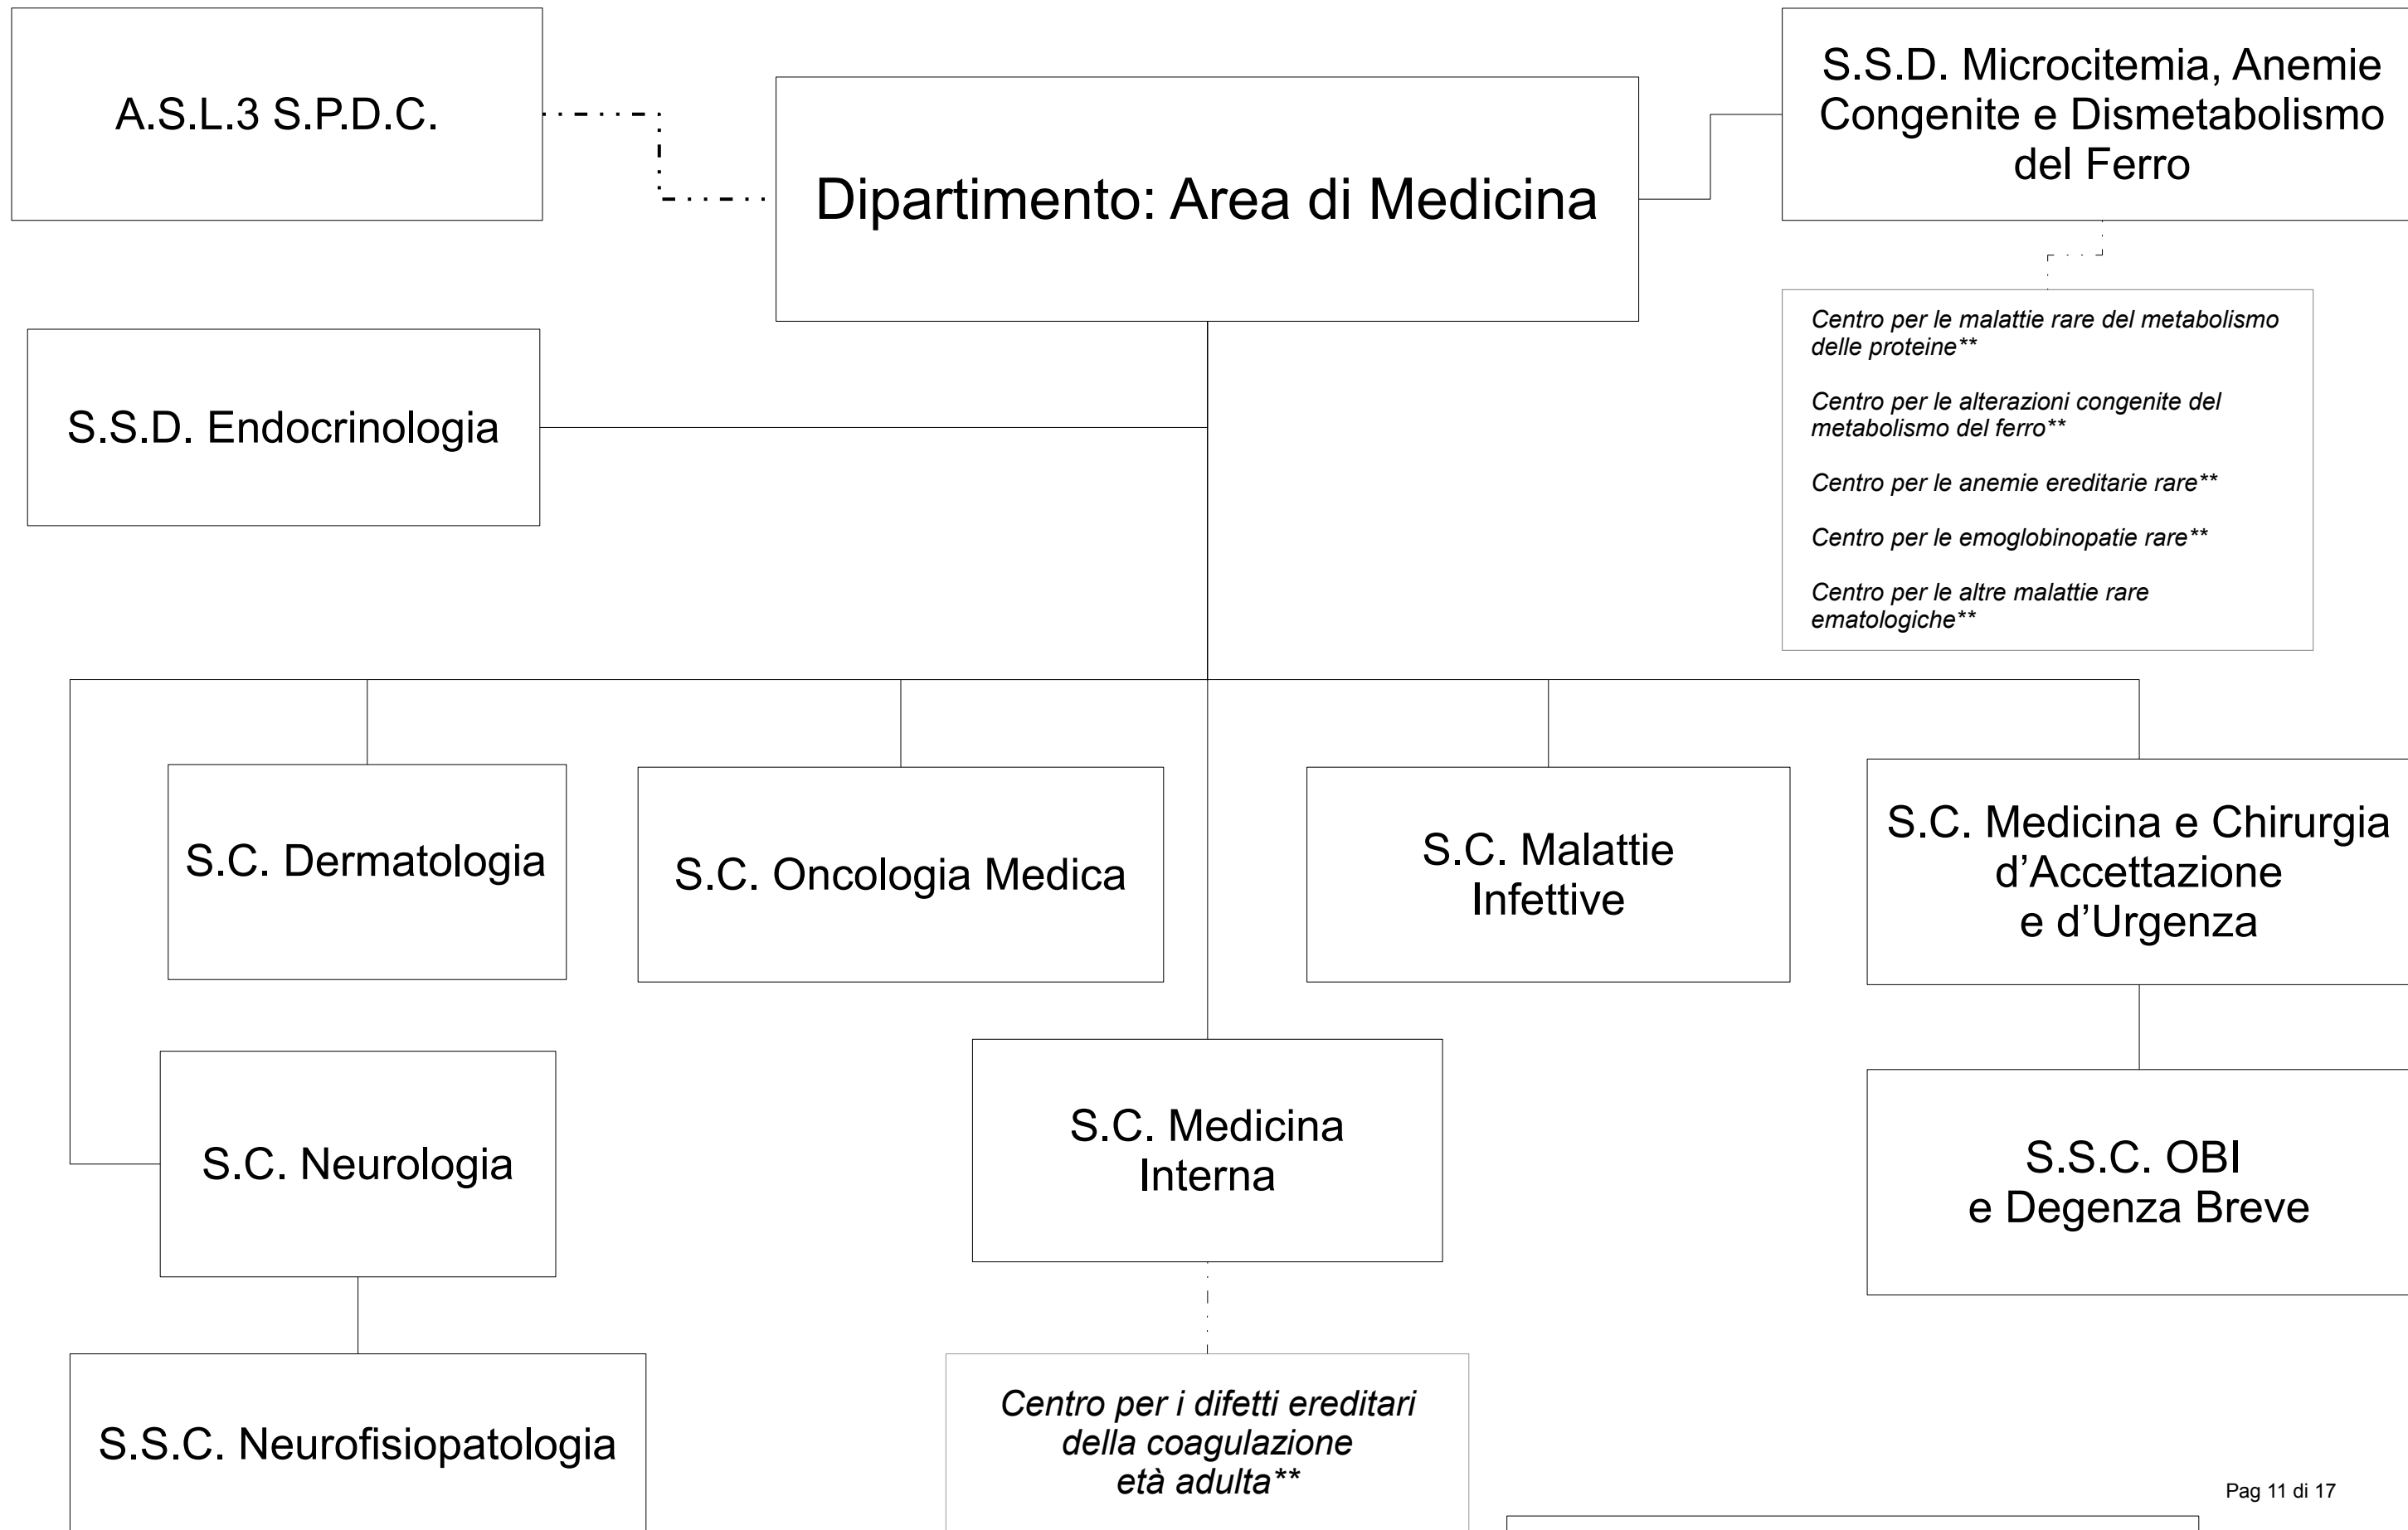 A.S.L.3 S.P.D.C.
Dipartimento: Area di Medicina
S.S.D. Microcitemia, Anemie
Congenite e Dismetabolismo
del Ferro
Centro per le malattie rare del metabolismo
delle proteine**
Centro per le alterazioni congenite del
metabolismo del ferro**
Centro per le anemie ereditarie rare**
Centro per le emoglobinopatie rare**
Centro per le altre malattie rare
ematologiche**
S.S.D. Endocrinologia
S.C. Dermatologia
S.C. Oncologia Medica
S.C. Malattie
Infettive
S.C. Medicina e Chirurgia
d’Accettazione
e d’Urgenza
S.C. Neurologia
S.C. Medicina
Interna
S.S.C. OBI
e Degenza Breve
S.S.C. Neurofisiopatologia
Centro per i difetti ereditari
della coagulazione
età adulta**
Pag 11 di 17